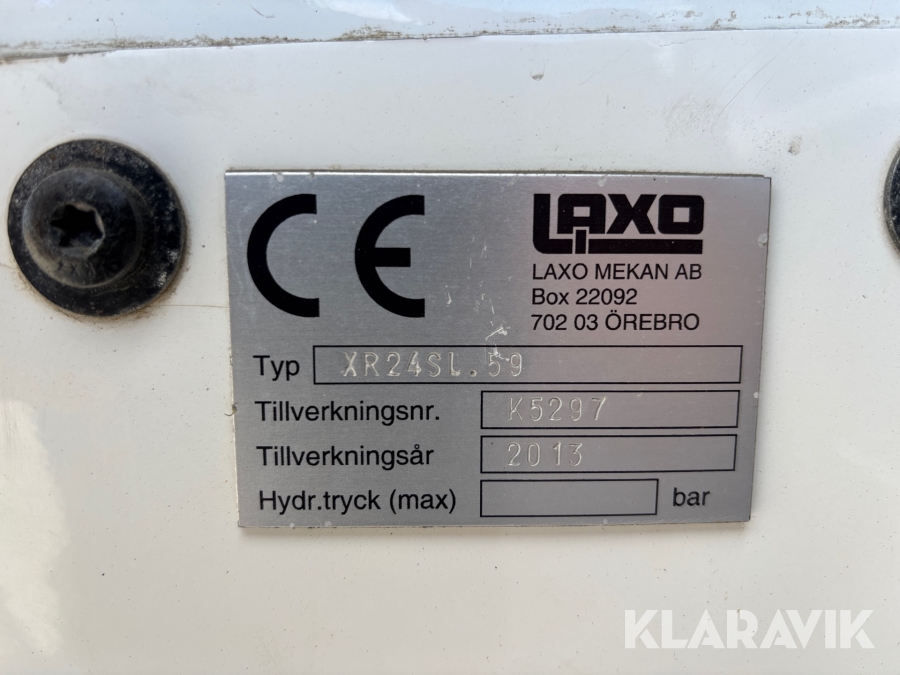 CE
LAXO
LAXO MEKAN AB
Box 22092
702 03 ÖREBRO
Typ XR24SL.59
Tillverkningsnr. K5297
Tillverkningsår 2013
Hydr.tryck (max) bar
KLARAVIK